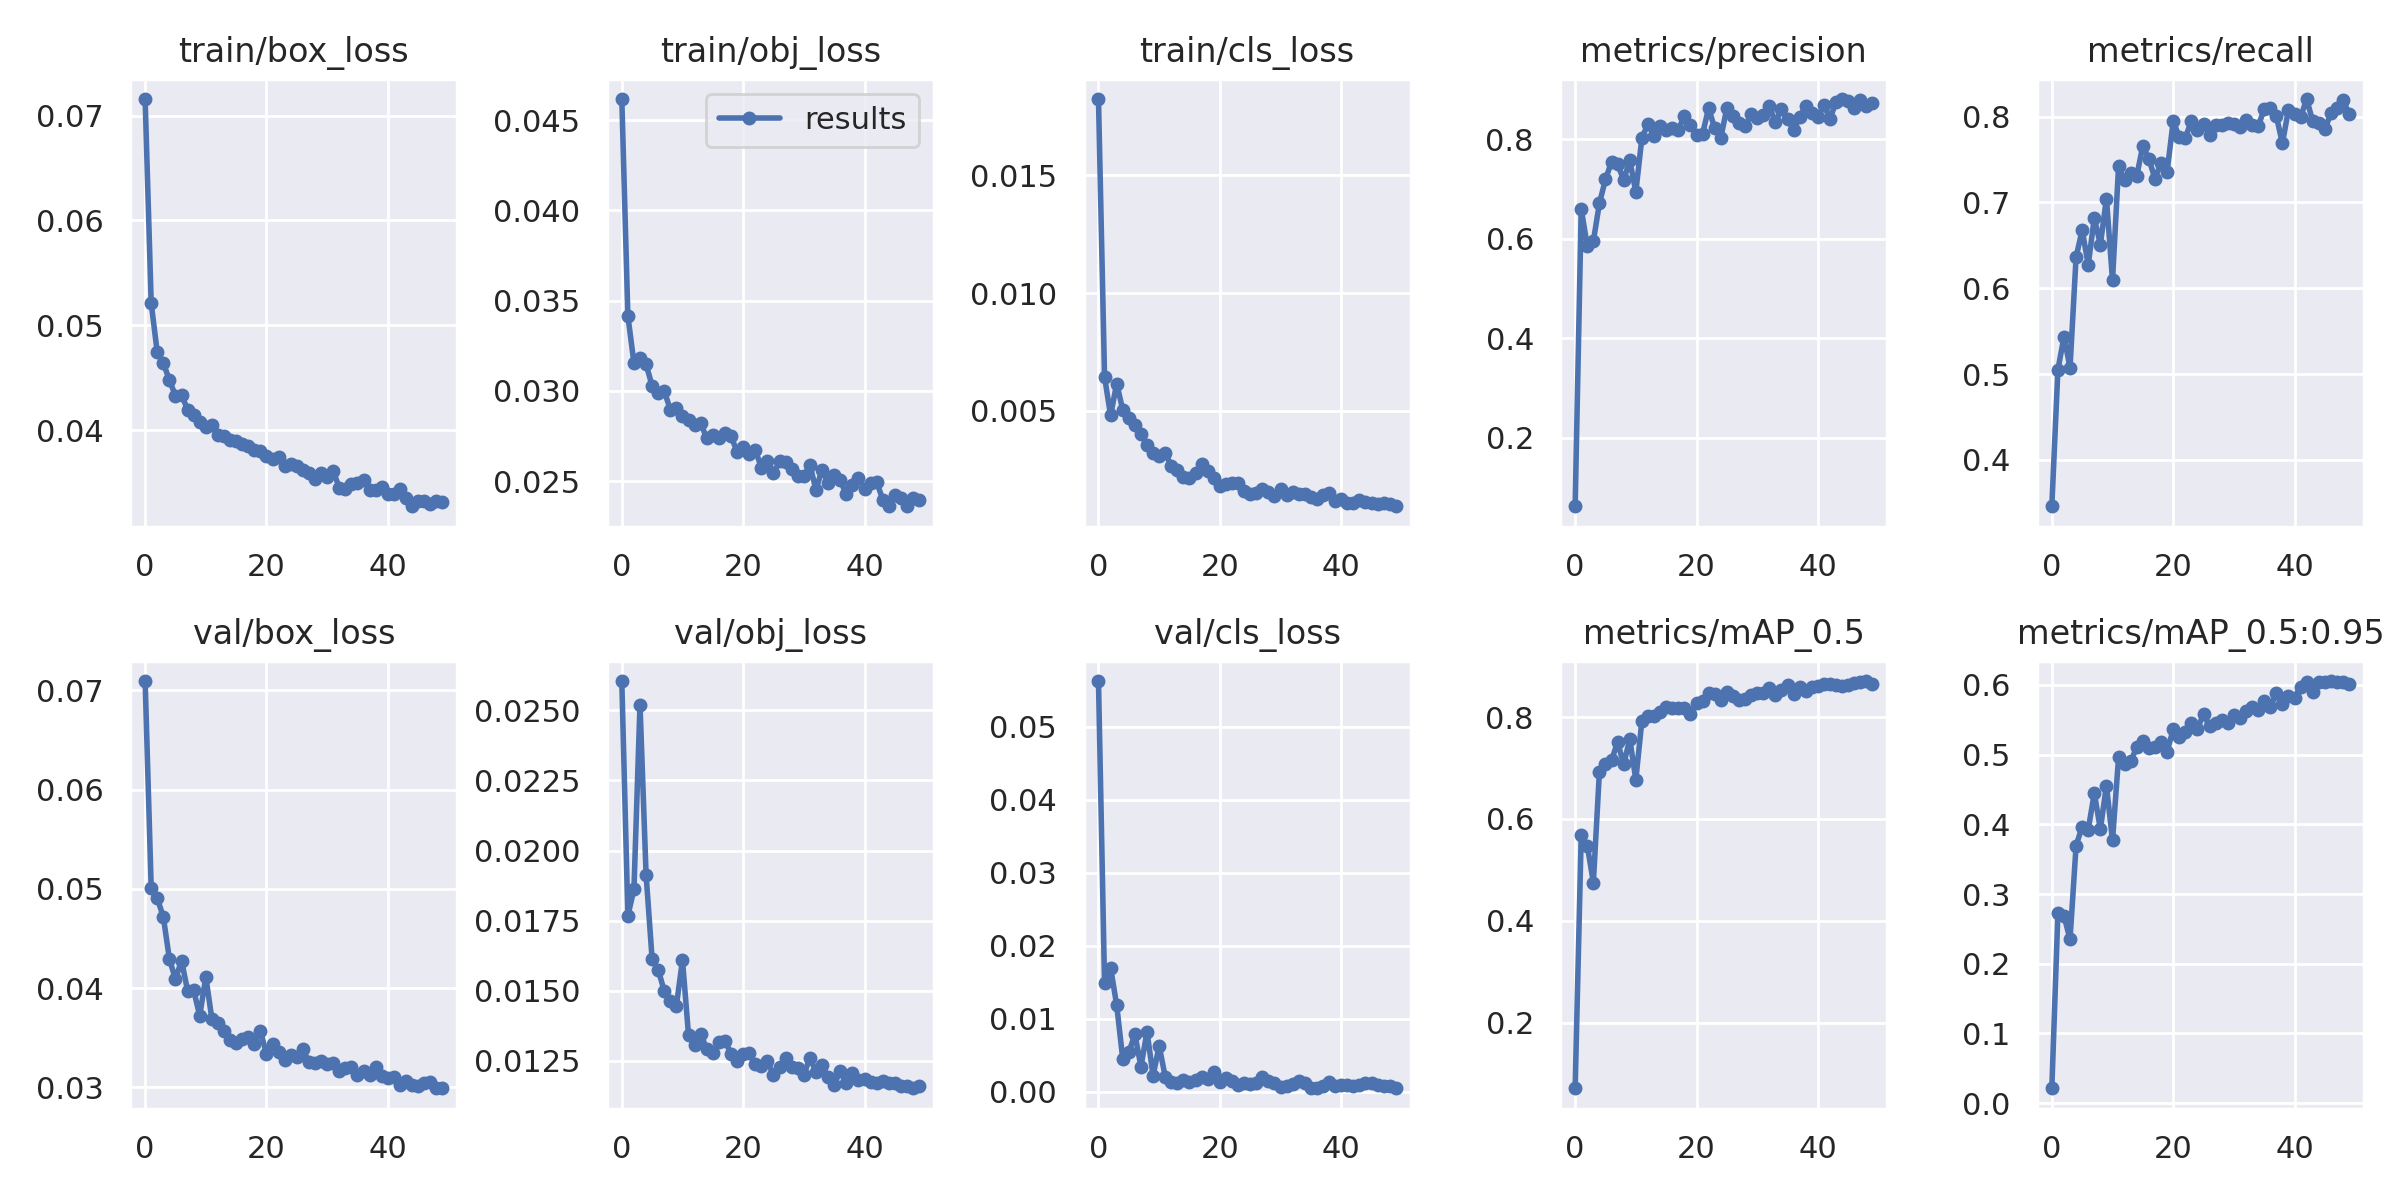 train/box_loss
0.07
0.06
0.05
0.04
0 20 40
train/obj_loss
results
0.045
0.040
0.035
0.030
0.025
0 20 40
train/cls_loss
0.015
0.010
0.005
0 20 40
metrics/precision
0.8
0.6
0.4
0.2
0 20 40
metrics/recall
0.8
0.7
0.6
0.5
0.4
0 20 40
val/box_loss
0.07
0.06
0.05
0.04
0.03
0 20 40
val/obj_loss
0.0250
0.0225
0.0200
0.0175
0.0150
0.0125
0 20 40
val/cls_loss
0.05
0.04
0.03
0.02
0.01
0.00
0 20 40
metrics/mAP_0.5
0.8
0.6
0.4
0.2
0 20 40
metrics/mAP_0.5:0.95
0.6
0.5
0.4
0.3
0.2
0.1
0.0
0 20 40